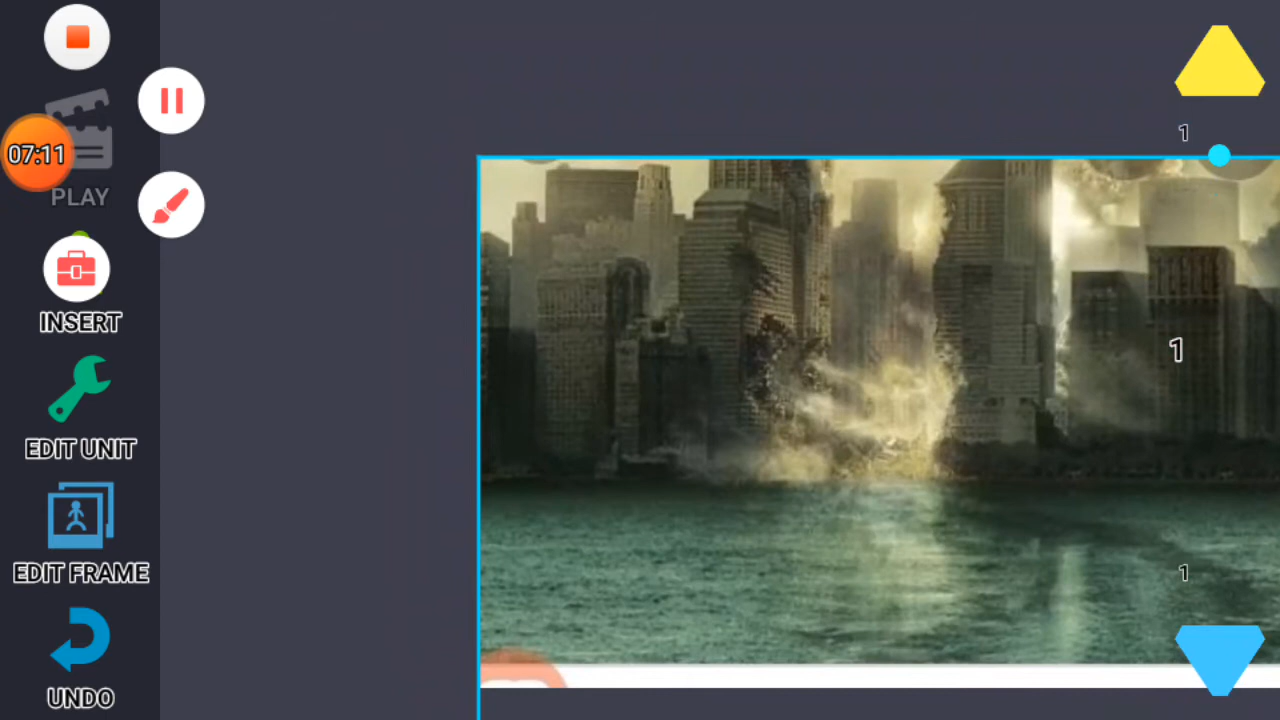 1
07:11
PLAY
INSERT
1
EDIT UNIT
EDIT FRAME
1
UNDO